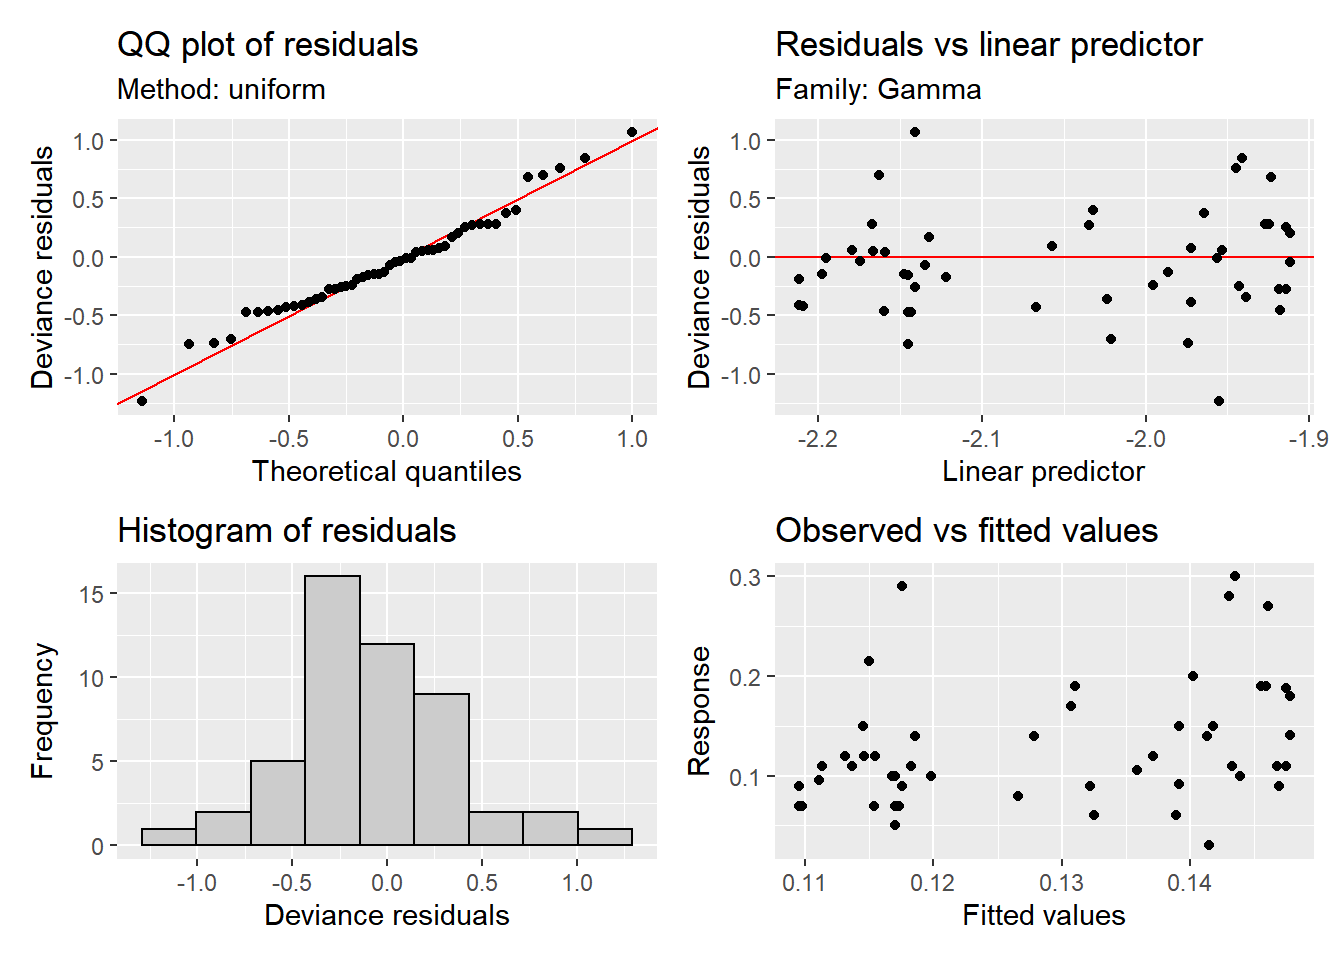 QQ plot of residuals
Method: uniform
Deviance residuals
1.0
0.5
0.0
-0.5
-1.0
-1.0 -0.5 0.0 0.5 1.0
Theoretical quantiles
Residuals vs linear predictor
Family: Gamma
Deviance residuals
1.0
0.5
0.0
-0.5
-1.0
-2.2 -2.1 -2.0 -1.9
Linear predictor
Histogram of residuals
Frequency
15
10
5
0
-1.0 -0.5 0.0 0.5 1.0
Deviance residuals
Observed vs fitted values
Response
0.3
0.2
0.1
0.11 0.12 0.13 0.14
Fitted values